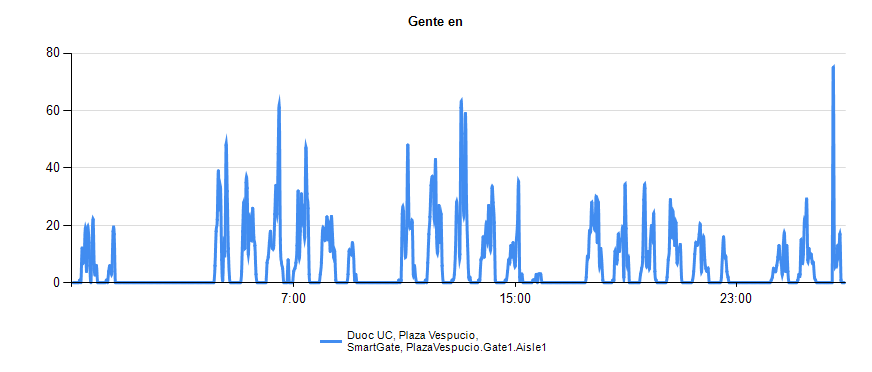 Gente en
80
60
40
20
0
7:00
15:00
23:00
Duoc UC, Plaza Vespucio,
SmartGate, PlazaVespucio.Gate1.Aisle1